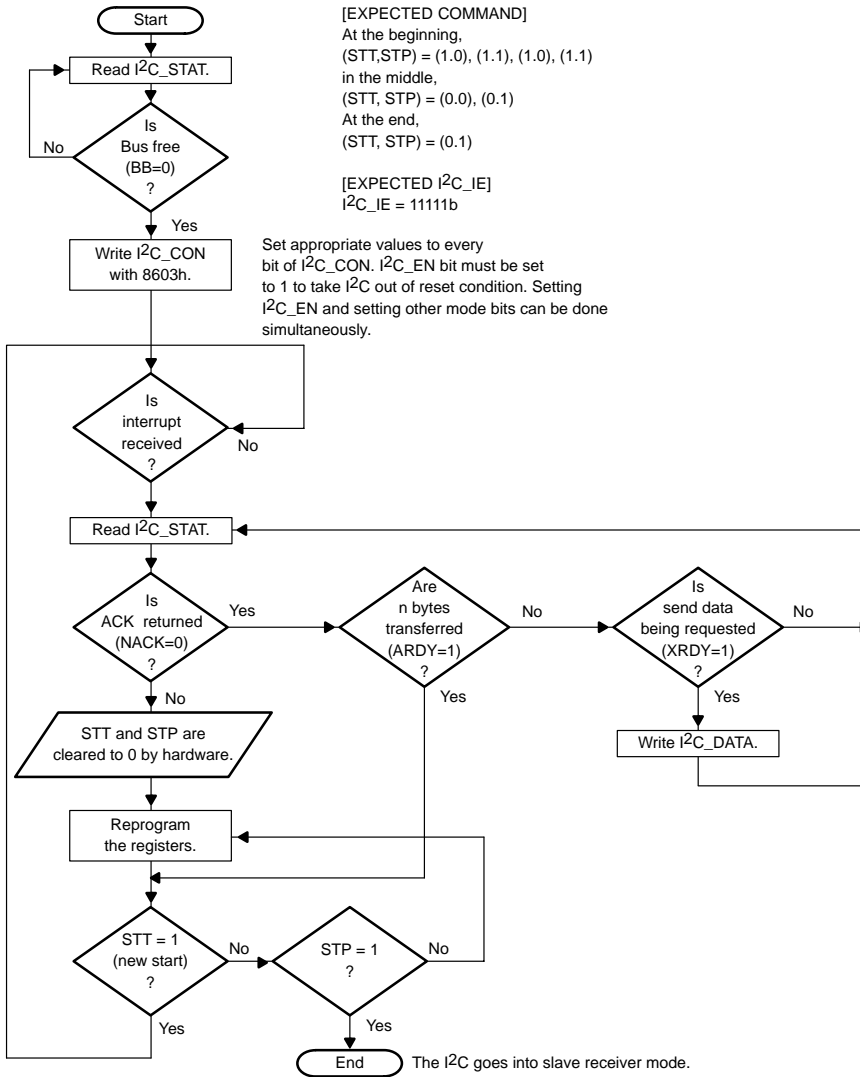 Start
Read I²C_STAT.
Is
Bus free
(BB=0)
?
No
Yes
Write I²C_CON
with 8603h.
[EXPECTED COMMAND]
At the beginning,
(STT,STP) = (1.0), (1.1), (1.0), (1.1)
in the middle,
(STT, STP) = (0.0), (0.1)
At the end,
(STT, STP) = (0.1)
[EXPECTED I²C_IE]
I²C_IE = 11111b
Set appropriate values to every
bit of I²C_CON. I²C_EN bit must be set
to 1 to take I²C out of reset condition. Setting
I²C_EN and setting other mode bits can be done
simultaneously.
Is
interrupt
received
?
No
Read I²C_STAT.
Is
ACK returned
(NACK=0)
?
Yes
No
Are
n bytes
transferred
(ARDY=1)
?
No
Yes
Is
send data
being requested
(XRDY=1)
?
No
Yes
Write I²C_DATA.
STT and STP are
cleared to 0 by hardware.
Reprogram
the registers.
STT = 1
(new start)
?
No
Yes
STP = 1
?
No
Yes
End
The I²C goes into slave receiver mode.